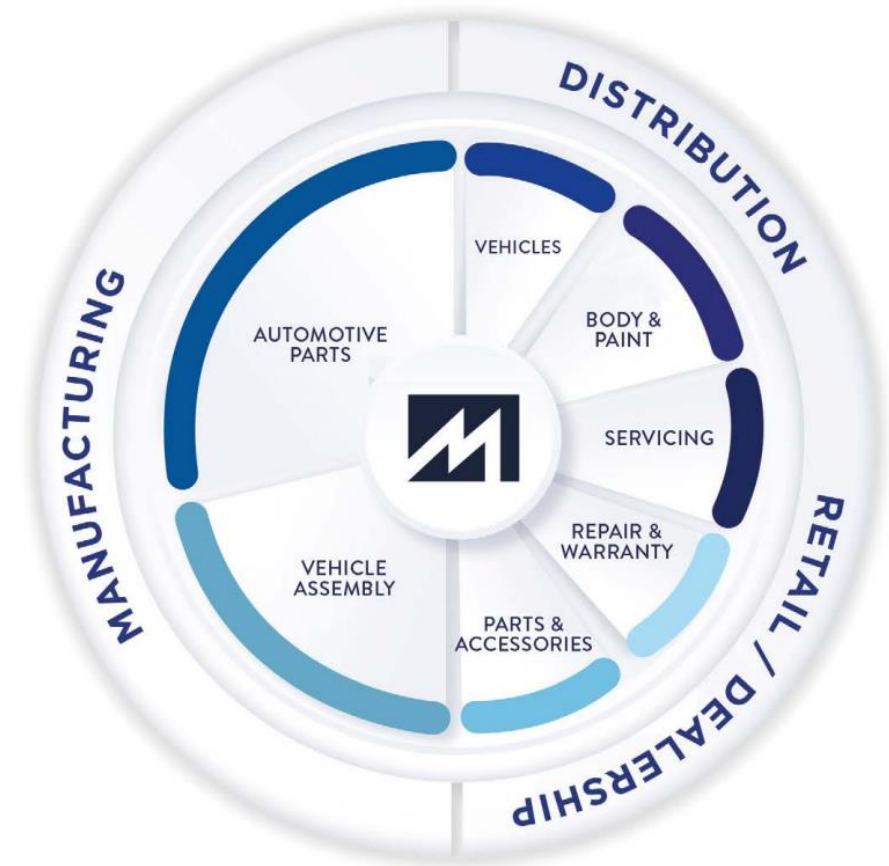 DISTRIBUTION
RETAIL / DEALERSHIP
MANUFACTURING
VEHICLES
BODY &
PAINT
SERVICING
REPAIR &
WARRANTY
PARTS &
ACCESSORIES
VEHICLE
ASSEMBLY
AUTOMOTIVE
PARTS